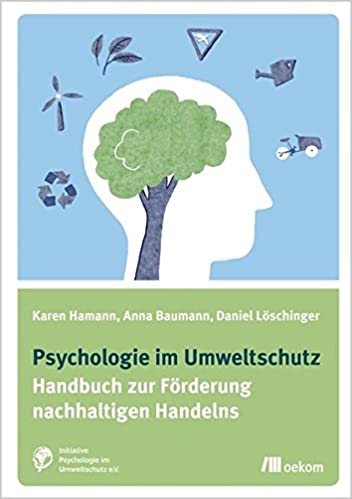 Karen Hamann, Anna Baumann, Daniel Löschinger
Psychologie im Umweltschutz
Handbuch zur Förderung
nachhaltigen Handelns
Initiative
Psychologie im
Umweltschutz e.V.
oekom